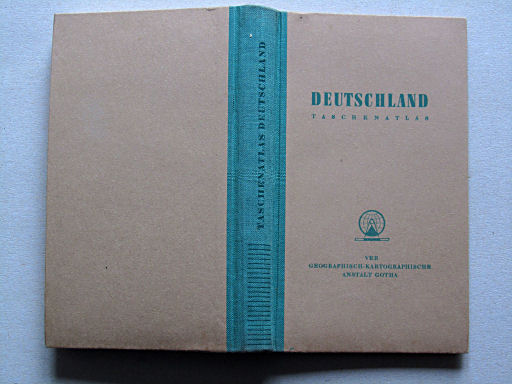 TASCHENATLAS DEUTSCHLAND
DEUTSCHLAND
TASCHENATLAS
VEB
GEOGRAPHISCH-KARTOGRAPHISCHE
ANSTALT GOTHA